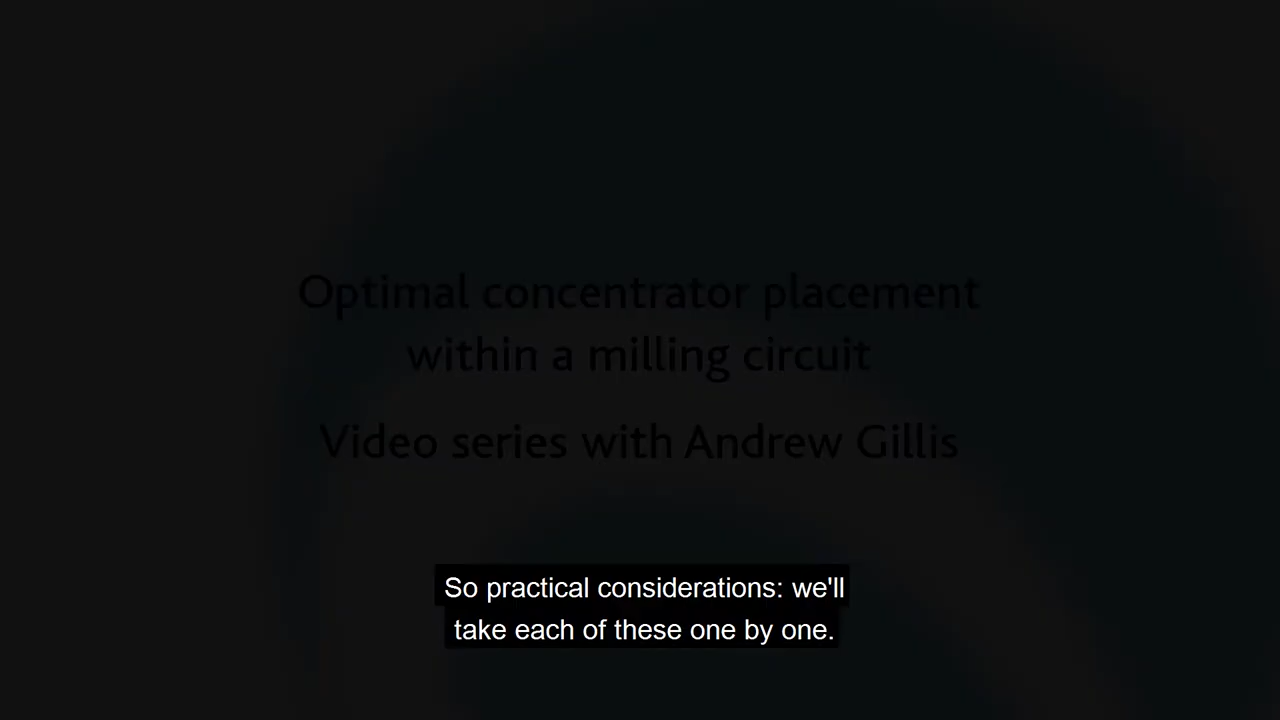 Optimal concentrator placement
within a milling circuit
Video series with Andrew Gillis
So practical considerations: we'll
take each of these one by one.